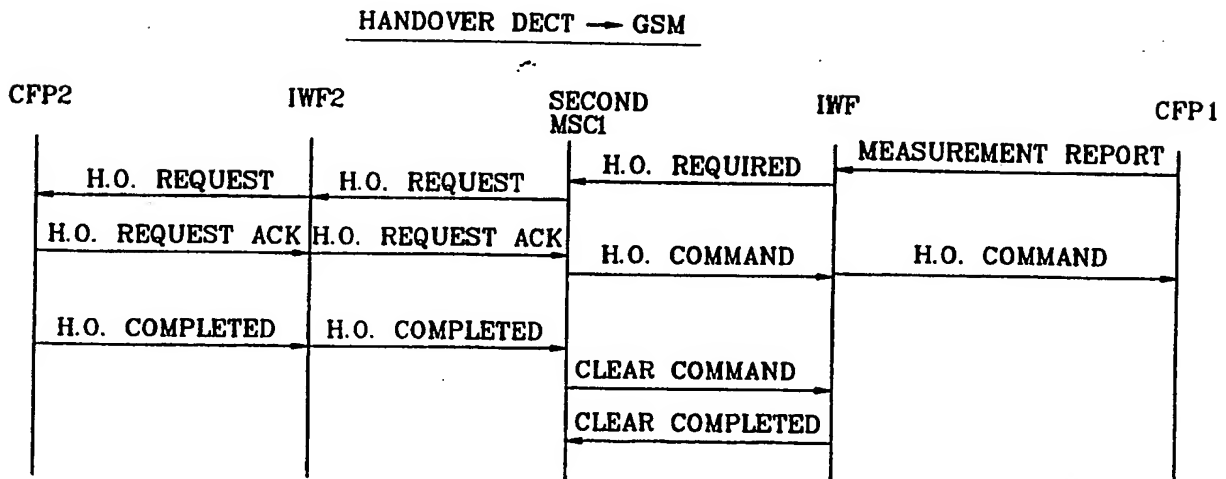 HANDOVER DECT → GSM
CFP2
IWF2
SECOND
MSC1
IWF
CFP1
MEASUREMENT REPORT
H.O. REQUIRED
H.O. REQUEST
H.O. REQUEST
H.O. REQUEST ACK
H.O. REQUEST ACK
H.O. COMMAND
H.O. COMMAND
H.O. COMPLETED
H.O. COMPLETED
CLEAR COMMAND
CLEAR COMPLETED